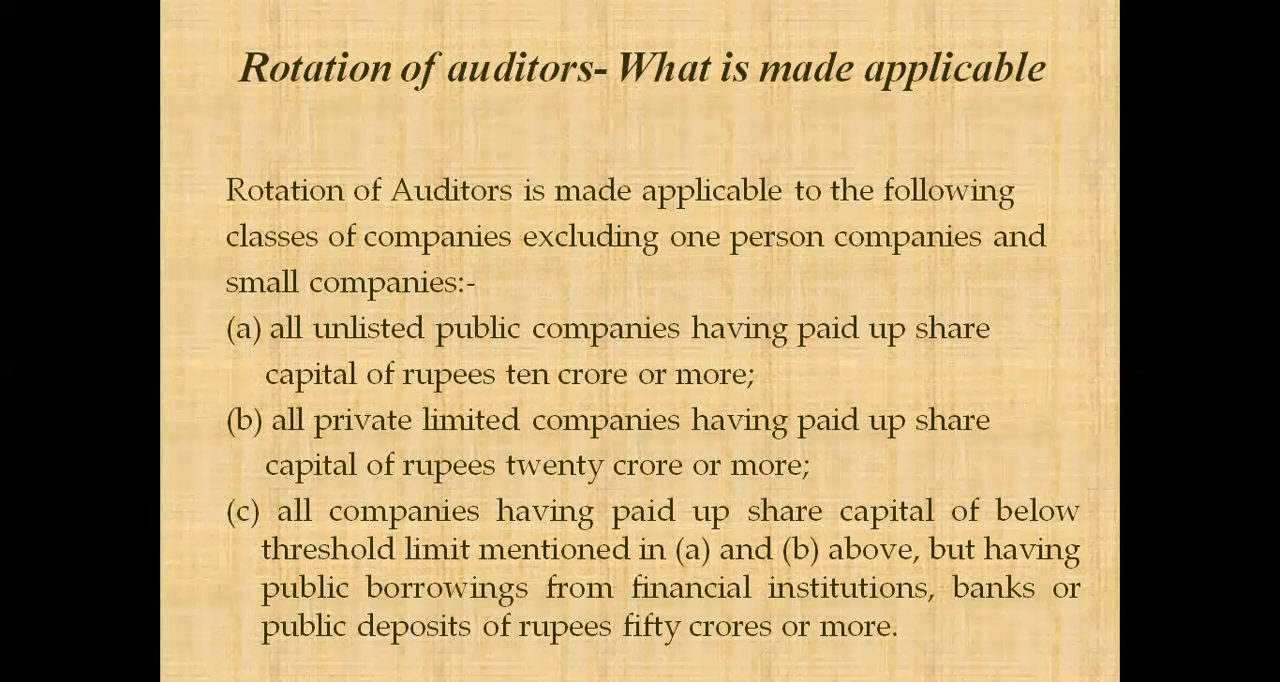 Rotation of auditors- What is made applicable
Rotation of Auditors is made applicable to the following
classes of companies excluding one person companies and
small companies:-
(a) all unlisted public companies having paid up share
capital of rupees ten crore or more;
(b) all private limited companies having paid up share
capital of rupees twenty crore or more;
(c) all companies having paid up share capital of below
threshold limit mentioned in (a) and (b) above, but having
public borrowings from financial institutions, banks or
public deposits of rupees fifty crores or more.